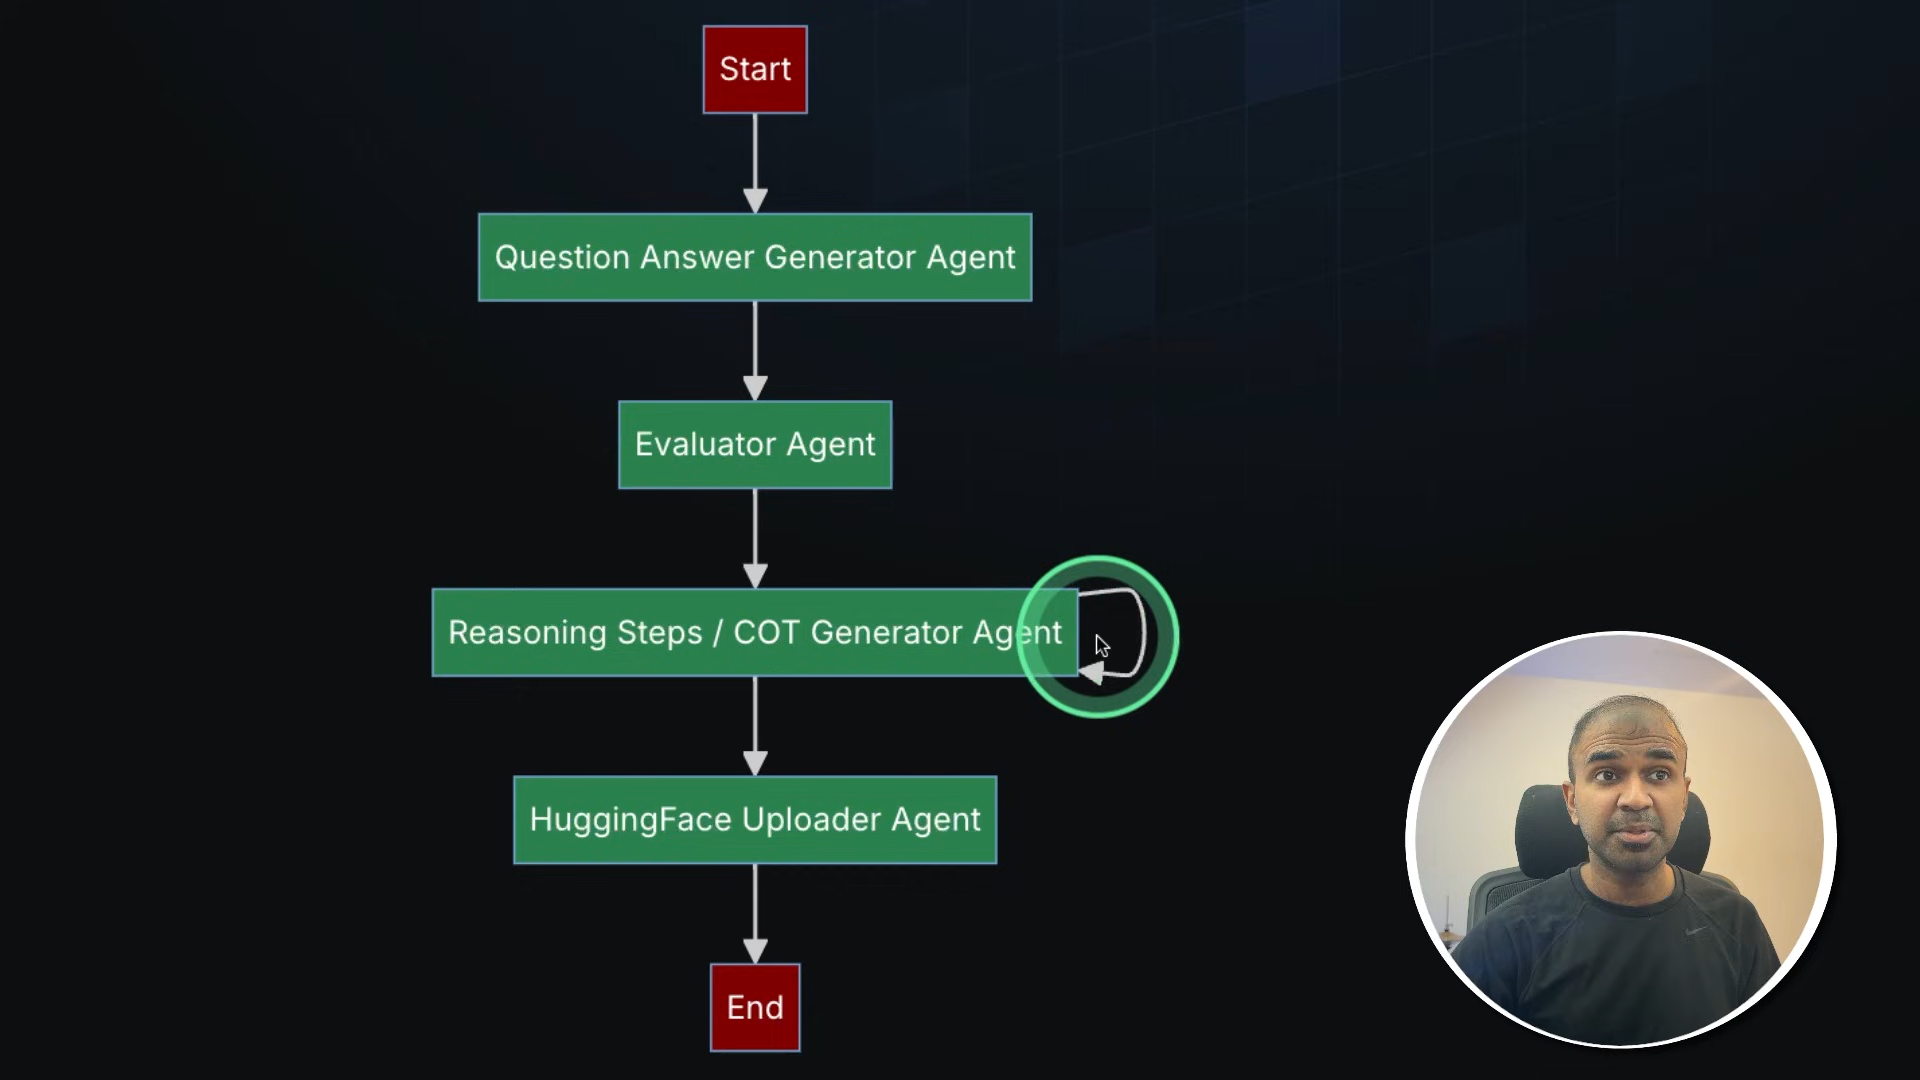 Start
Question Answer Generator Agent
Evaluator Agent
Reasoning Steps / COT Generator Agent
HuggingFace Uploader Agent
End